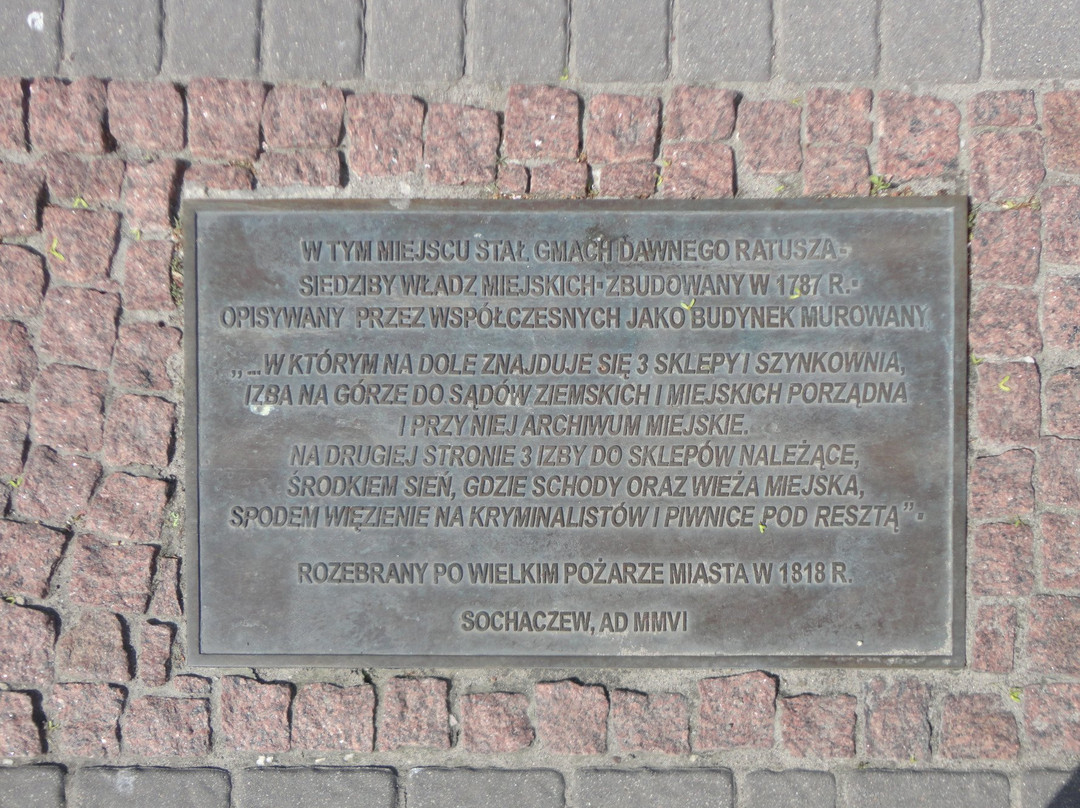 W TYM MIEJSCU STAŁ GMACH DAWNEGO RATUSZA ▪
SIEDZIBY WŁADZ MIEJSKICH ▪ ZBUDOWANY W 1787 R. ▪
OPISYWANY PRZEZ WSPÓŁCZESNYCH JAKO BUDYNEK MUROWANY
„ ... W KTÓRYM NA DOLE ZNAJDUJE SIĘ 3 SKLEPY I SZYNKOWNIA,
IZBA NA GÓRZE DO SĄDÓW ZIEMSKICH I MIEJSKICH PORZĄDNA
I PRZY NIEJ ARCHIWUM MIEJSKIE.
NA DRUGIEJ STRONIE 3 IZBY DO SKLEPÓW NALEŻĄCE,
ŚRODKIEM SIEŃ, GDZIE SCHODY ORAZ WIEŻA MIEJSKA,
SPODEM WIĘZIENIE NA KRYMINALISTÓW I PIWNICE POD RESZTĄ” ▪
ROZEBRANY PO WIELKIM POŻARZE MIASTA W 1818 R.
SOCHACZEW, AD MMVI